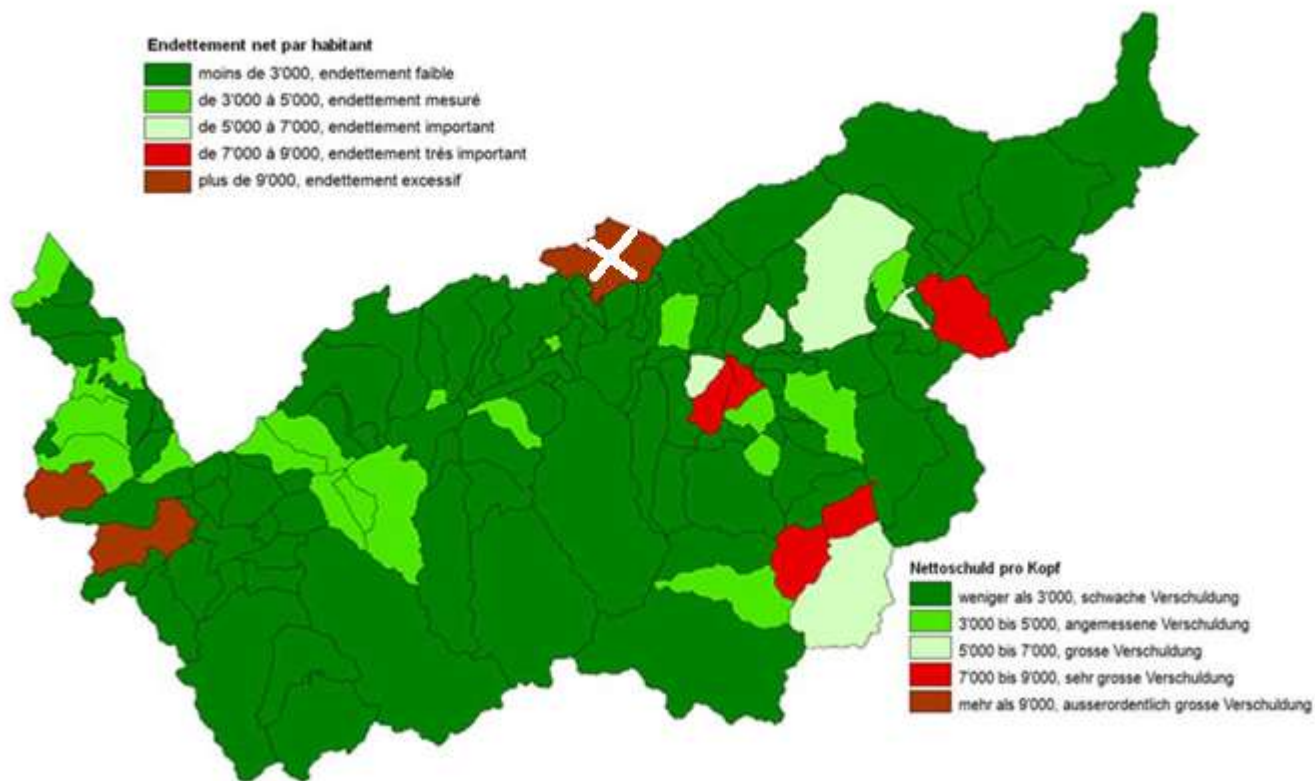 Endettement net par habitant
moins de 3'000, endettement faible
de 3'000 à 5'000, endettement mesuré
de 5'000 à 7'000, endettement important
de 7'000 à 9'000, endettement très important
plus de 9'000, endettement excessif
Nettoschuld pro Kopf
weniger als 3'000, schwache Verschuldung
3'000 bis 5'000, angemessene Verschuldung
5'000 bis 7'000, grosse Verschuldung
7'000 bis 9'000, sehr grosse Verschuldung
mehr als 9'000, ausserordentlich grosse Verschuldung